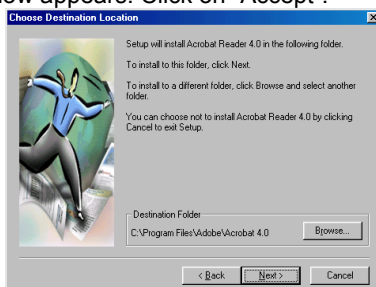 ow appears. Click on "Accept".
Choose Destination Location
Setup will install Acrobat Reader 4.0 in the following folder.
To install to this folder, click Next.
To install to a different folder, click Browse and select another
folder.
You can choose not to install Acrobat Reader 4.0 by clicking
Cancel to exit Setup.
Destination Folder
C:\Program Files\Adobe\Acrobat 4.0
Browse...
< Back
Next >
Cancel